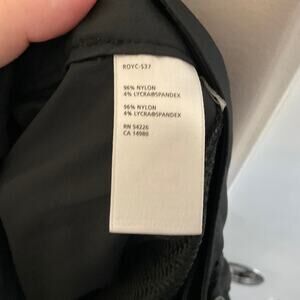 RDYC-S37
96% NYLON
4% LYCRA®SPANDEX
96% NYLON
4% LYCRA®SPANDEX
RN 54226
CA 14980